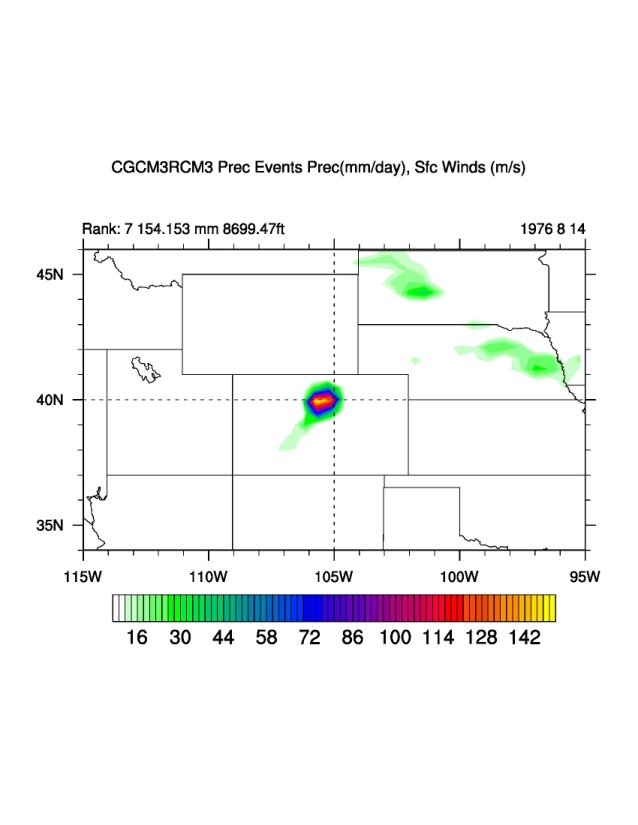 CGCM3RCM3 Prec Events Prec(mm/day), Sfc Winds (m/s)
Rank: 7 154.153 mm 8699.47ft 1976 8 14
45N
40N
35N
115W 110W 105W 100W 95W
16 30 44 58 72 86 100 114 128 142